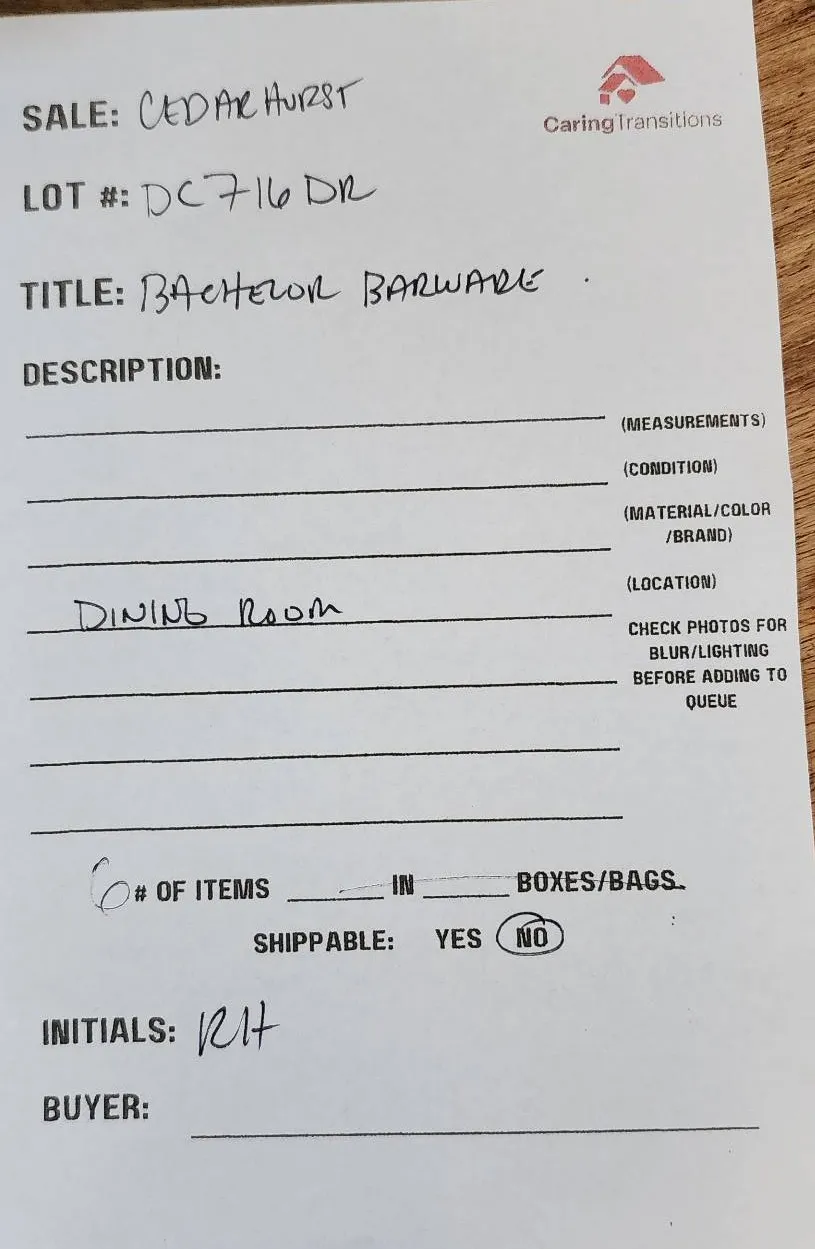 SALE: CEDARHURST
CaringTransitions
LOT #: DC716DR
TITLE: BACHELOR BARWARE
DESCRIPTION:
(MEASUREMENTS)
(CONDITION)
(MATERIAL/COLOR
/BRAND)
(LOCATION)
DINING ROOM
CHECK PHOTOS FOR
BLUR/LIGHTING
BEFORE ADDING TO
QUEUE
6 # OF ITEMS IN BOXES/BAGS
SHIPPABLE: YES NO
INITIALS: RH
BUYER: